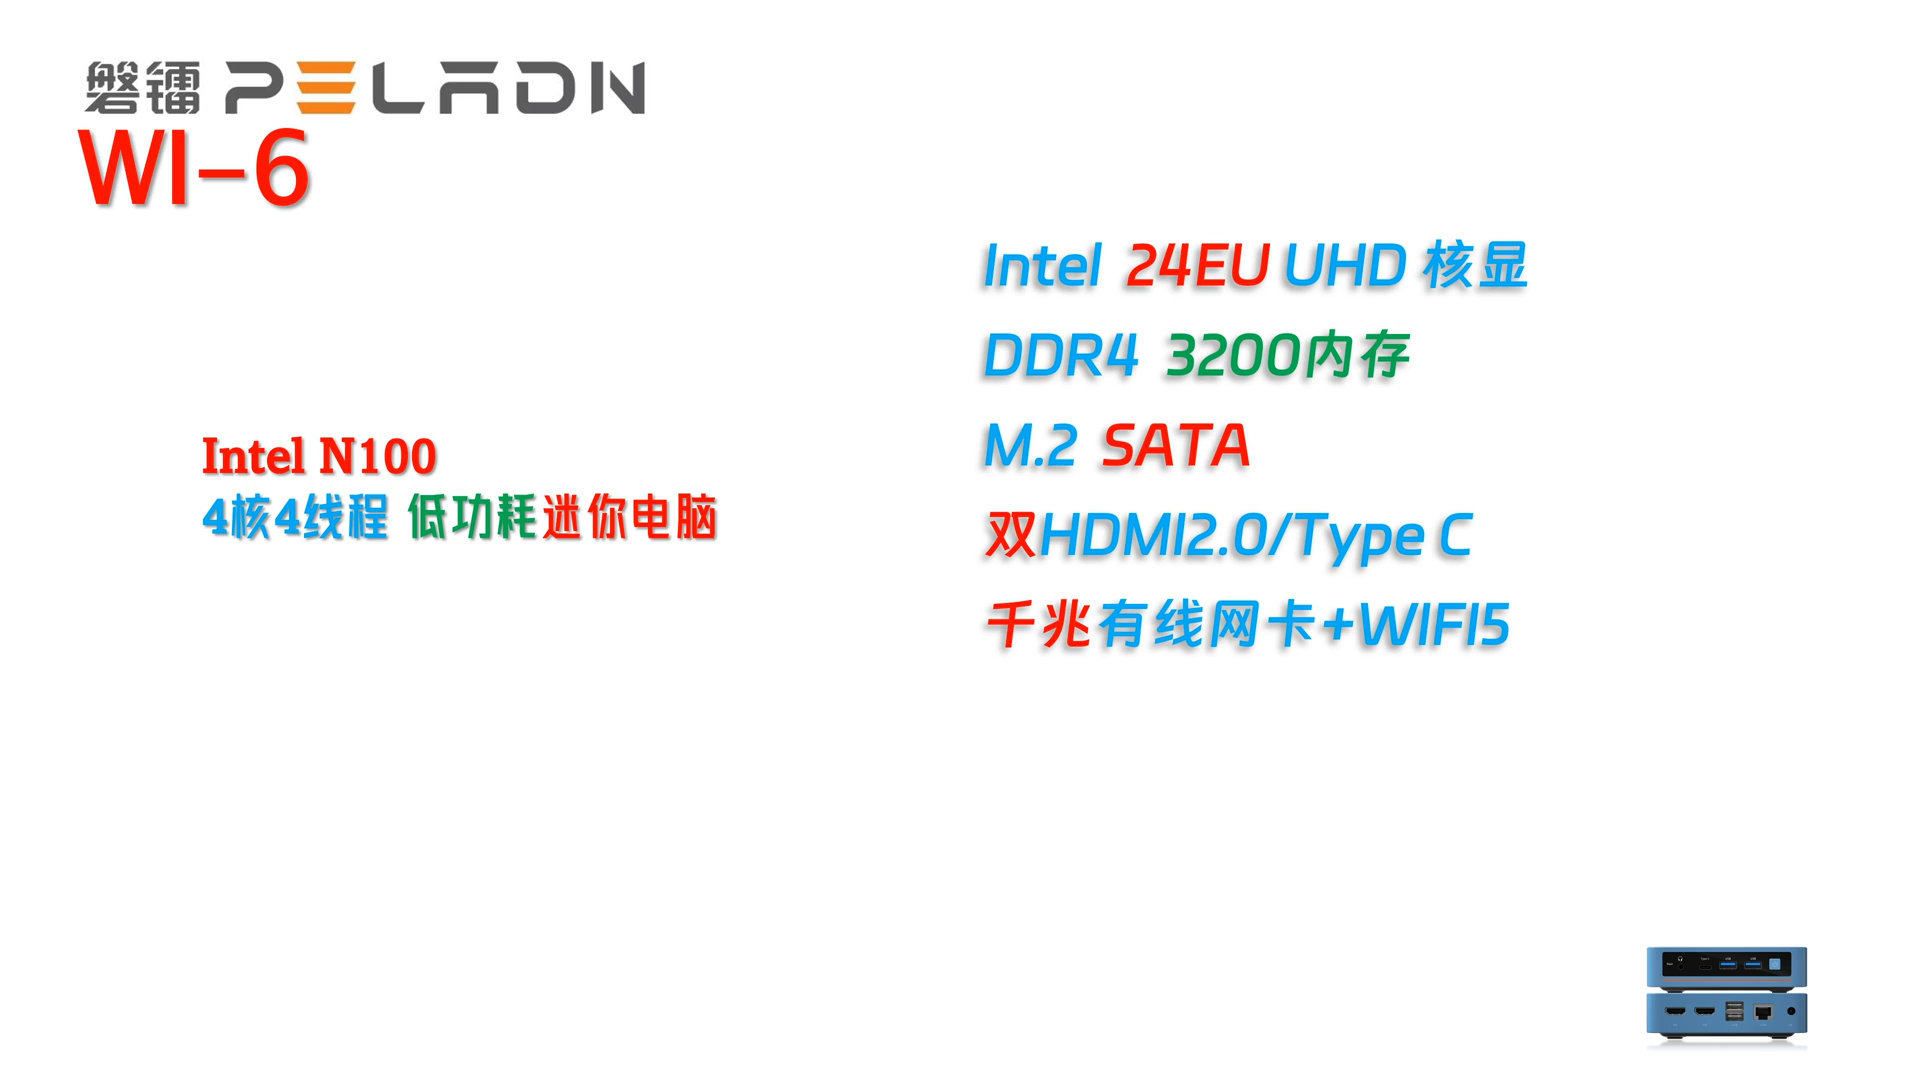 磐镭 PELADN
WI-6
Intel N100
4核4线程 低功耗迷你电脑
Intel 24EU UHD 核显
DDR4 3200内存
M.2 SATA
双HDMI2.0/Type C
千兆有线网卡+WIFI5